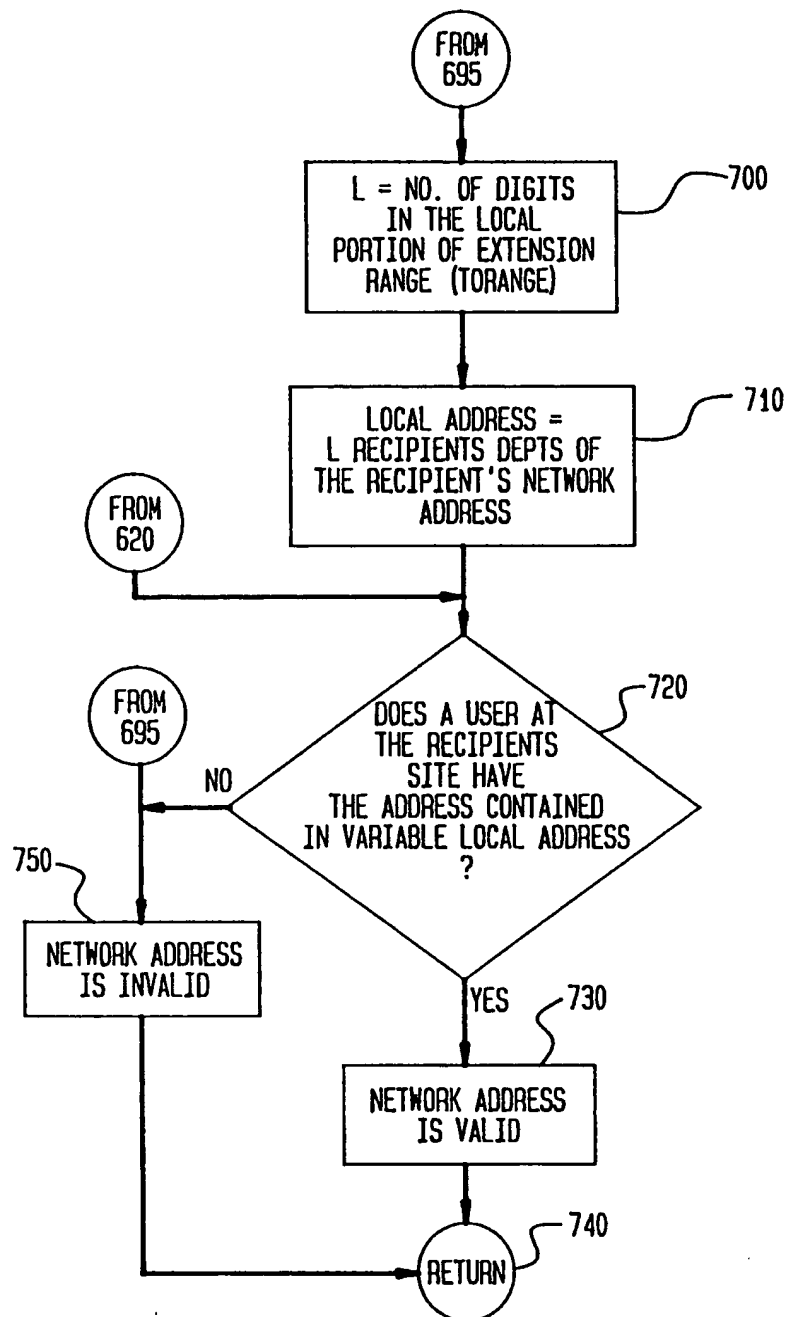 FROM
695
L = NO. OF DIGITS
IN THE LOCAL
PORTION OF EXTENSION
RANGE (TORANGE)
700
LOCAL ADDRESS =
L RECIPIENTS DEPTS OF
THE RECIPIENT'S NETWORK
ADDRESS
710
FROM
620
FROM
695
DOES A USER AT
THE RECIPIENTS
SITE HAVE
THE ADDRESS CONTAINED
IN VARIABLE LOCAL ADDRESS
?
720
NO
750
NETWORK ADDRESS
IS INVALID
YES
730
NETWORK ADDRESS
IS VALID
740
RETURN